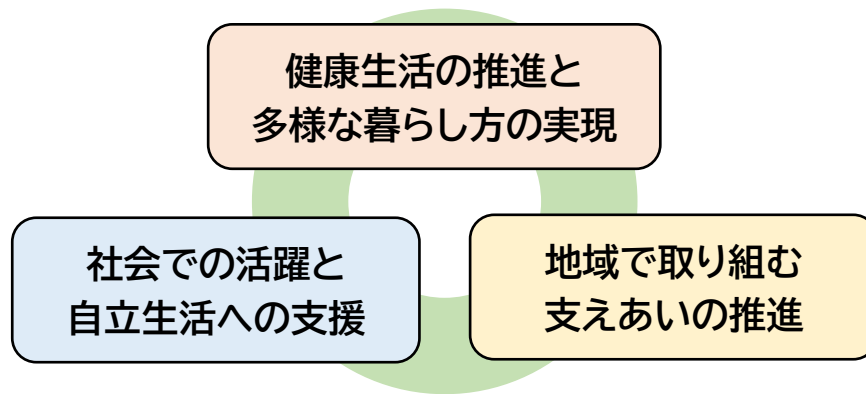 健康生活の推進と
多様な暮らし方の実現
社会での活躍と
自立生活への支援
地域で取り組む
支えあいの推進